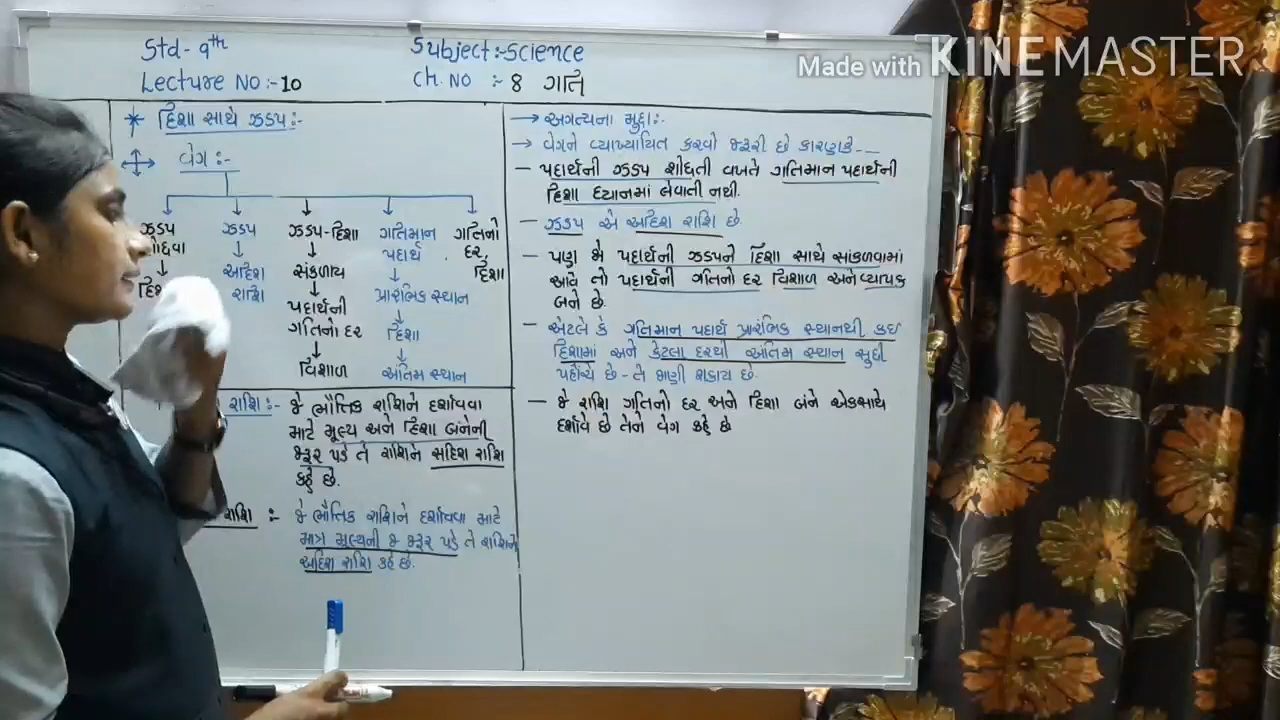 Made with KINEMASTER
Std- 9th
Subject:-Science
Lecture No:-10
Ch. No :- 8 ગતિ
* દિશા સાથે ઝડપ:-
વેગ:-
ઝડપ
ઝડપ
ઝડપ-દિશા
ગતિમાન
ગતિનો
પદાર્થ
દર,
દિશા
અદિશ
રાશિ
સંકળાય
પદાર્થની
ગતિનો દર
વિશાળ
પ્રારંભિક સ્થાન
દિશા
અંતિમ સ્થાન
રાશિ:- જે ભૌતિક રાશિને દર્શાવવા
માટે મૂલ્ય અને દિશા બંનેની
જરૂર પડે તે રાશિને સદિશ રાશિ
કહે છે.
રાશિ :- જે ભૌતિક રાશિને દર્શાવવા માટે
માત્ર મૂલ્યની જ જરૂર પડે તે રાશિને
અદિશ રાશિ કહે છે.
→ અગત્યના મુદ્દા:-
→ વેગને વ્યાખ્યાયિત કરવો જરૂરી છે કારણકે---
- પદાર્થની ઝડપ શોધતી વખતે ગતિમાન પદાર્થની
દિશા ધ્યાનમાં લેવાતી નથી.
- ઝડપ એ અદિશ રાશિ છે.
- પણ જો પદાર્થની ઝડપને દિશા સાથે સાંકળવામાં
આવે તો પદાર્થની ગતિનો દર વિશાળ અને વ્યાપક
બને છે.
- એટલે કે ગતિમાન પદાર્થ પ્રારંભિક સ્થાનથી કઇ
દિશામાં અને કેટલા દરથી અંતિમ સ્થાન સુધી
પહોંચે છે - તે જાણી શકાય છે.
- જે રાશિ ગતિનો દર અને દિશા બંને એકસાથે
દર્શાવે છે તેને વેગ કહે છે